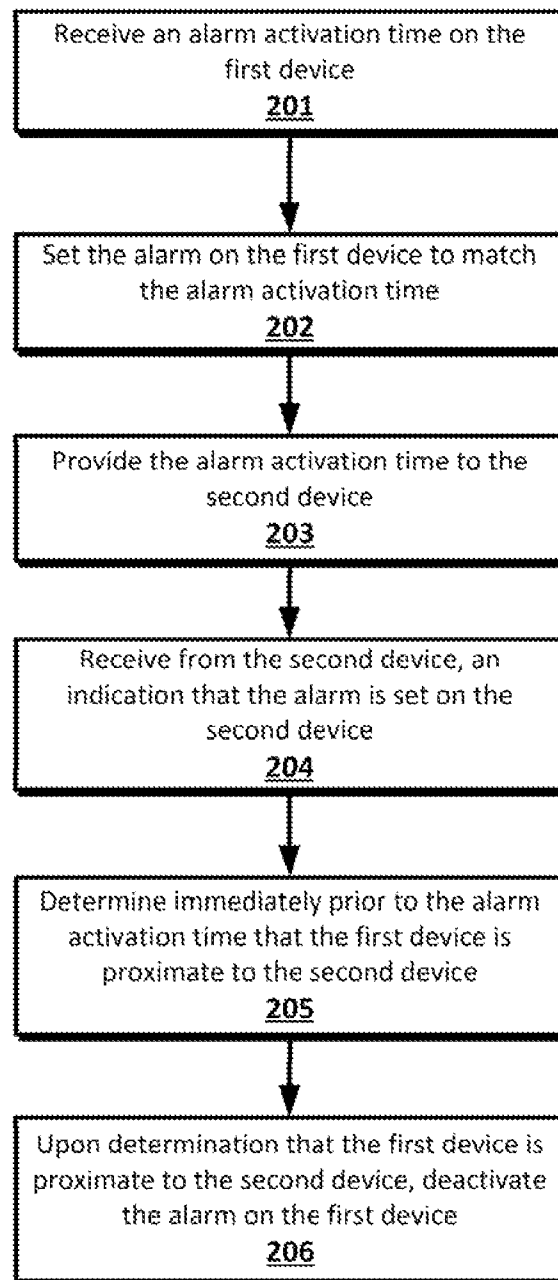 Receive an alarm activation time on the
first device
201
Set the alarm on the first device to match
the alarm activation time
202
Provide the alarm activation time to the
second device
203
Receive from the second device, an
indication that the alarm is set on the
second device
204
Determine immediately prior to the alarm
activation time that the first device is
proximate to the second device
205
Upon determination that the first device is
proximate to the second device, deactivate
the alarm on the first device
206